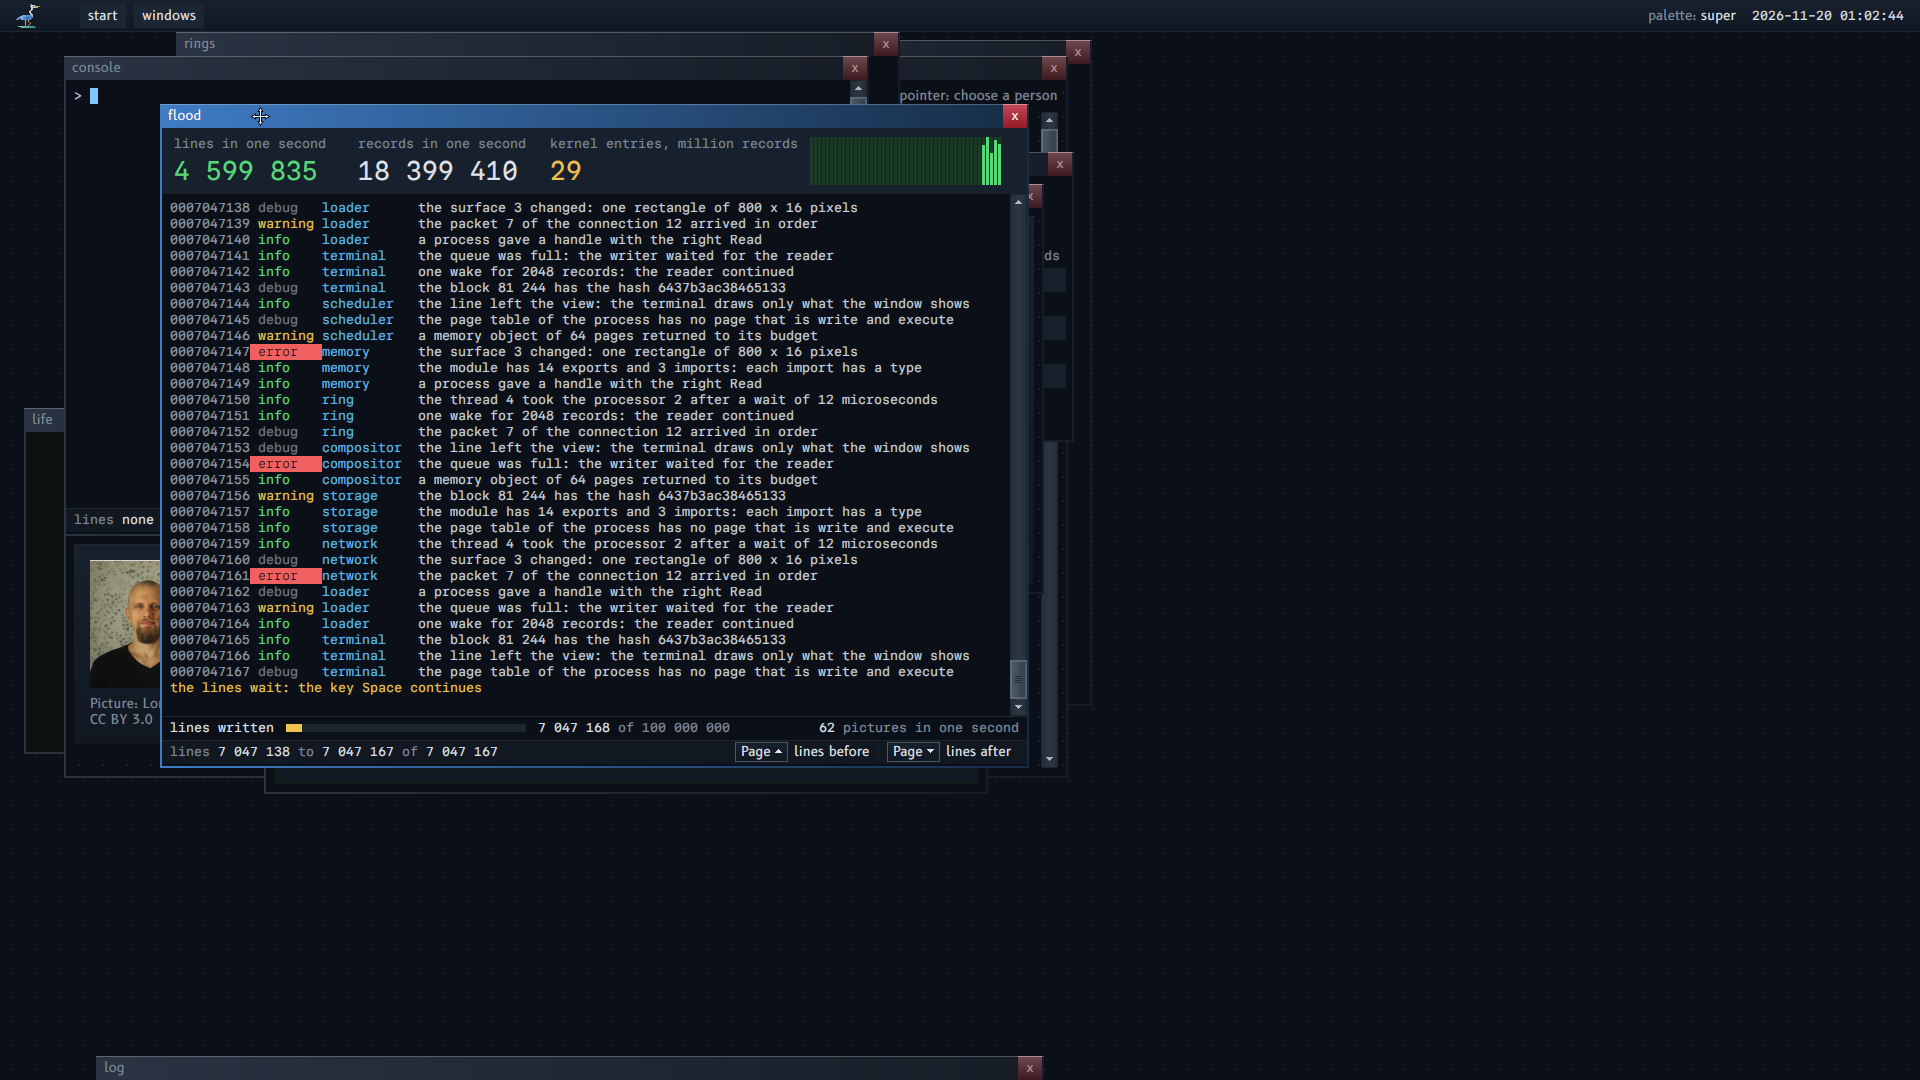 start windows palette: super 2026-11-20 01:02:44
rings x
x
console x
x
> pointer: choose a person
flood x
lines in one second records in one second kernel entries, million records
4 599 835 18 399 410 29
x
x
ds
0007047138 debug loader the surface 3 changed: one rectangle of 800 x 16 pixels
0007047139 warning loader the packet 7 of the connection 12 arrived in order
0007047140 info loader a process gave a handle with the right Read
0007047141 info terminal the queue was full: the writer waited for the reader
0007047142 info terminal one wake for 2048 records: the reader continued
0007047143 debug terminal the block 81 244 has the hash 6437b3ac38465133
0007047144 info scheduler the line left the view: the terminal draws only what the window shows
0007047145 debug scheduler the page table of the process has no page that is write and execute
0007047146 warning scheduler a memory object of 64 pages returned to its budget
0007047147 error memory the surface 3 changed: one rectangle of 800 x 16 pixels
0007047148 info memory the module has 14 exports and 3 imports: each import has a type
0007047149 info memory a process gave a handle with the right Read
0007047150 info ring the thread 4 took the processor 2 after a wait of 12 microseconds
0007047151 info ring one wake for 2048 records: the reader continued
0007047152 debug ring the packet 7 of the connection 12 arrived in order
0007047153 debug compositor the line left the view: the terminal draws only what the window shows
0007047154 error compositor the queue was full: the writer waited for the reader
0007047155 info compositor a memory object of 64 pages returned to its budget
0007047156 warning storage the block 81 244 has the hash 6437b3ac38465133
0007047157 info storage the module has 14 exports and 3 imports: each import has a type
0007047158 info storage the page table of the process has no page that is write and execute
0007047159 info network the thread 4 took the processor 2 after a wait of 12 microseconds
0007047160 debug network the surface 3 changed: one rectangle of 800 x 16 pixels
0007047161 error network the packet 7 of the connection 12 arrived in order
0007047162 debug loader a process gave a handle with the right Read
0007047163 warning loader the queue was full: the writer waited for the reader
0007047164 info loader one wake for 2048 records: the reader continued
0007047165 info terminal the block 81 244 has the hash 6437b3ac38465133
0007047166 info terminal the line left the view: the terminal draws only what the window shows
0007047167 debug terminal the page table of the process has no page that is write and execute
the lines wait: the key Space continues
lines written 7 047 168 of 100 000 000 62 pictures in one second
lines 7 047 138 to 7 047 167 of 7 047 167 Page lines before Page lines after
life
lines none
Picture: Lo
CC BY 3.0
log x